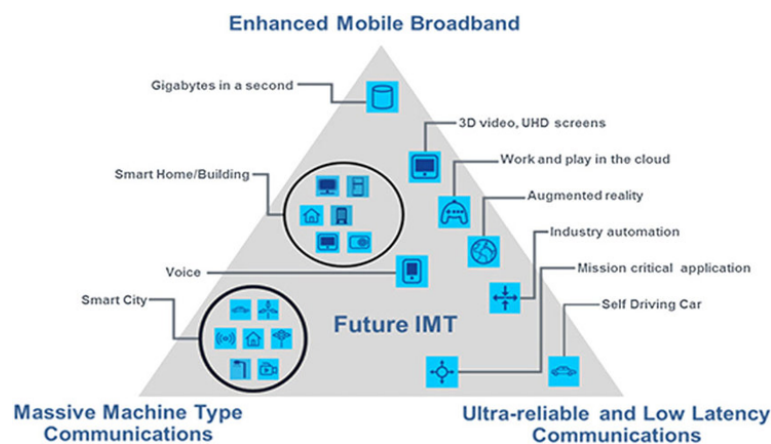 Enhanced Mobile Broadband
Gigabytes in a second
3D video, UHD screens
Work and play in the cloud
Smart Home/Building
Augmented reality
Industry automation
Voice
Mission critical application
Smart City
Self Driving Car
Future IMT
Massive Machine Type
Communications
Ultra-reliable and Low Latency
Communications